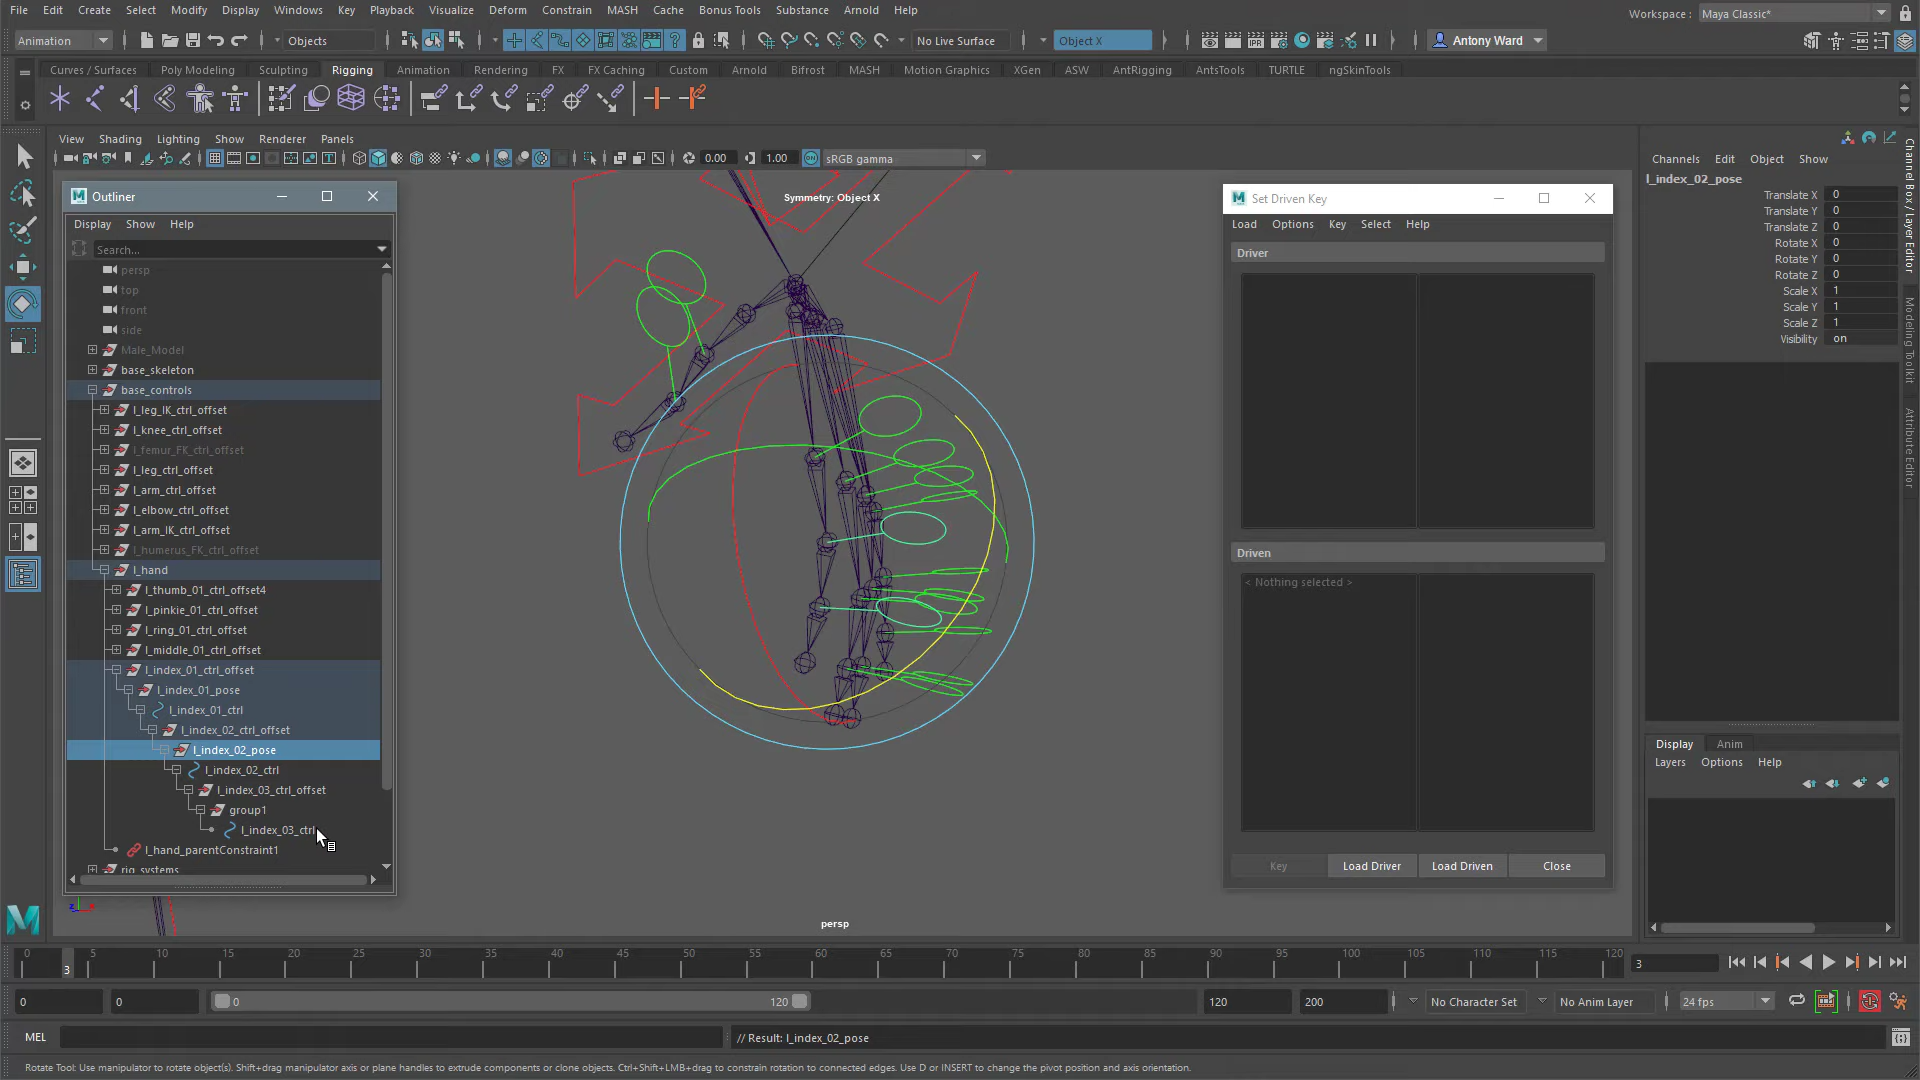 File Edit Create Select Modify Display Windows Key Playback Visualize Deform Constrain MASH Cache Bonus Tools Substance Arnold Help
Workspace : Maya Classic*
Animation Objects No Live Surface Object X Antony Ward
Curves / Surfaces Poly Modeling Sculpting Rigging Animation Rendering FX FX Caching Custom Arnold Bifrost MASH Motion Graphics XGen ASW AntRigging AntsTools TURTLE ngSkinTools
View Shading Lighting Show Renderer Panels
0.00 1.00 sRGB gamma
Symmetry: Object X
persp
Outliner
Display Show Help
Search...
persp
top
front
side
Male_Model
base_skeleton
base_controls
l_leg_IK_ctrl_offset
l_knee_ctrl_offset
l_femur_FK_ctrl_offset
l_leg_ctrl_offset
l_arm_ctrl_offset
l_elbow_ctrl_offset
l_arm_IK_ctrl_offset
l_humerus_FK_ctrl_offset
l_hand
l_thumb_01_ctrl_offset4
l_pinkie_01_ctrl_offset
l_ring_01_ctrl_offset
l_middle_01_ctrl_offset
l_index_01_ctrl_offset
l_index_01_pose
l_index_01_ctrl
l_index_02_ctrl_offset
l_index_02_pose
l_index_02_ctrl
l_index_03_ctrl_offset
group1
l_index_03_ctrl
l_hand_parentConstraint1
rig_systems
Set Driven Key
Load Options Key Select Help
Driver
Driven
< Nothing selected >
Key Load Driver Load Driven Close
Channels Edit Object Show
l_index_02_pose
Translate X 0
Translate Y 0
Translate Z 0
Rotate X 0
Rotate Y 0
Rotate Z 0
Scale X 1
Scale Y 1
Scale Z 1
Visibility on
Channel Box / Layer Editor
Modeling Toolkit
Attribute Editor
Display Anim
Layers Options Help
0 5 10 15 20 25 30 35 40 45 50 55 60 65 70 75 80 85 90 95 100 105 110 115 120
3
3
0 0 0 120 120 200 No Character Set No Anim Layer 24 fps
MEL // Result: l_index_02_pose
Rotate Tool: Use manipulator to rotate object(s). Shift+drag manipulator axis or plane handles to extrude components or clone objects. Ctrl+Shift+LMB+drag to constrain rotation to connected edges. Use D or INSERT to change the pivot position and axis orientation.